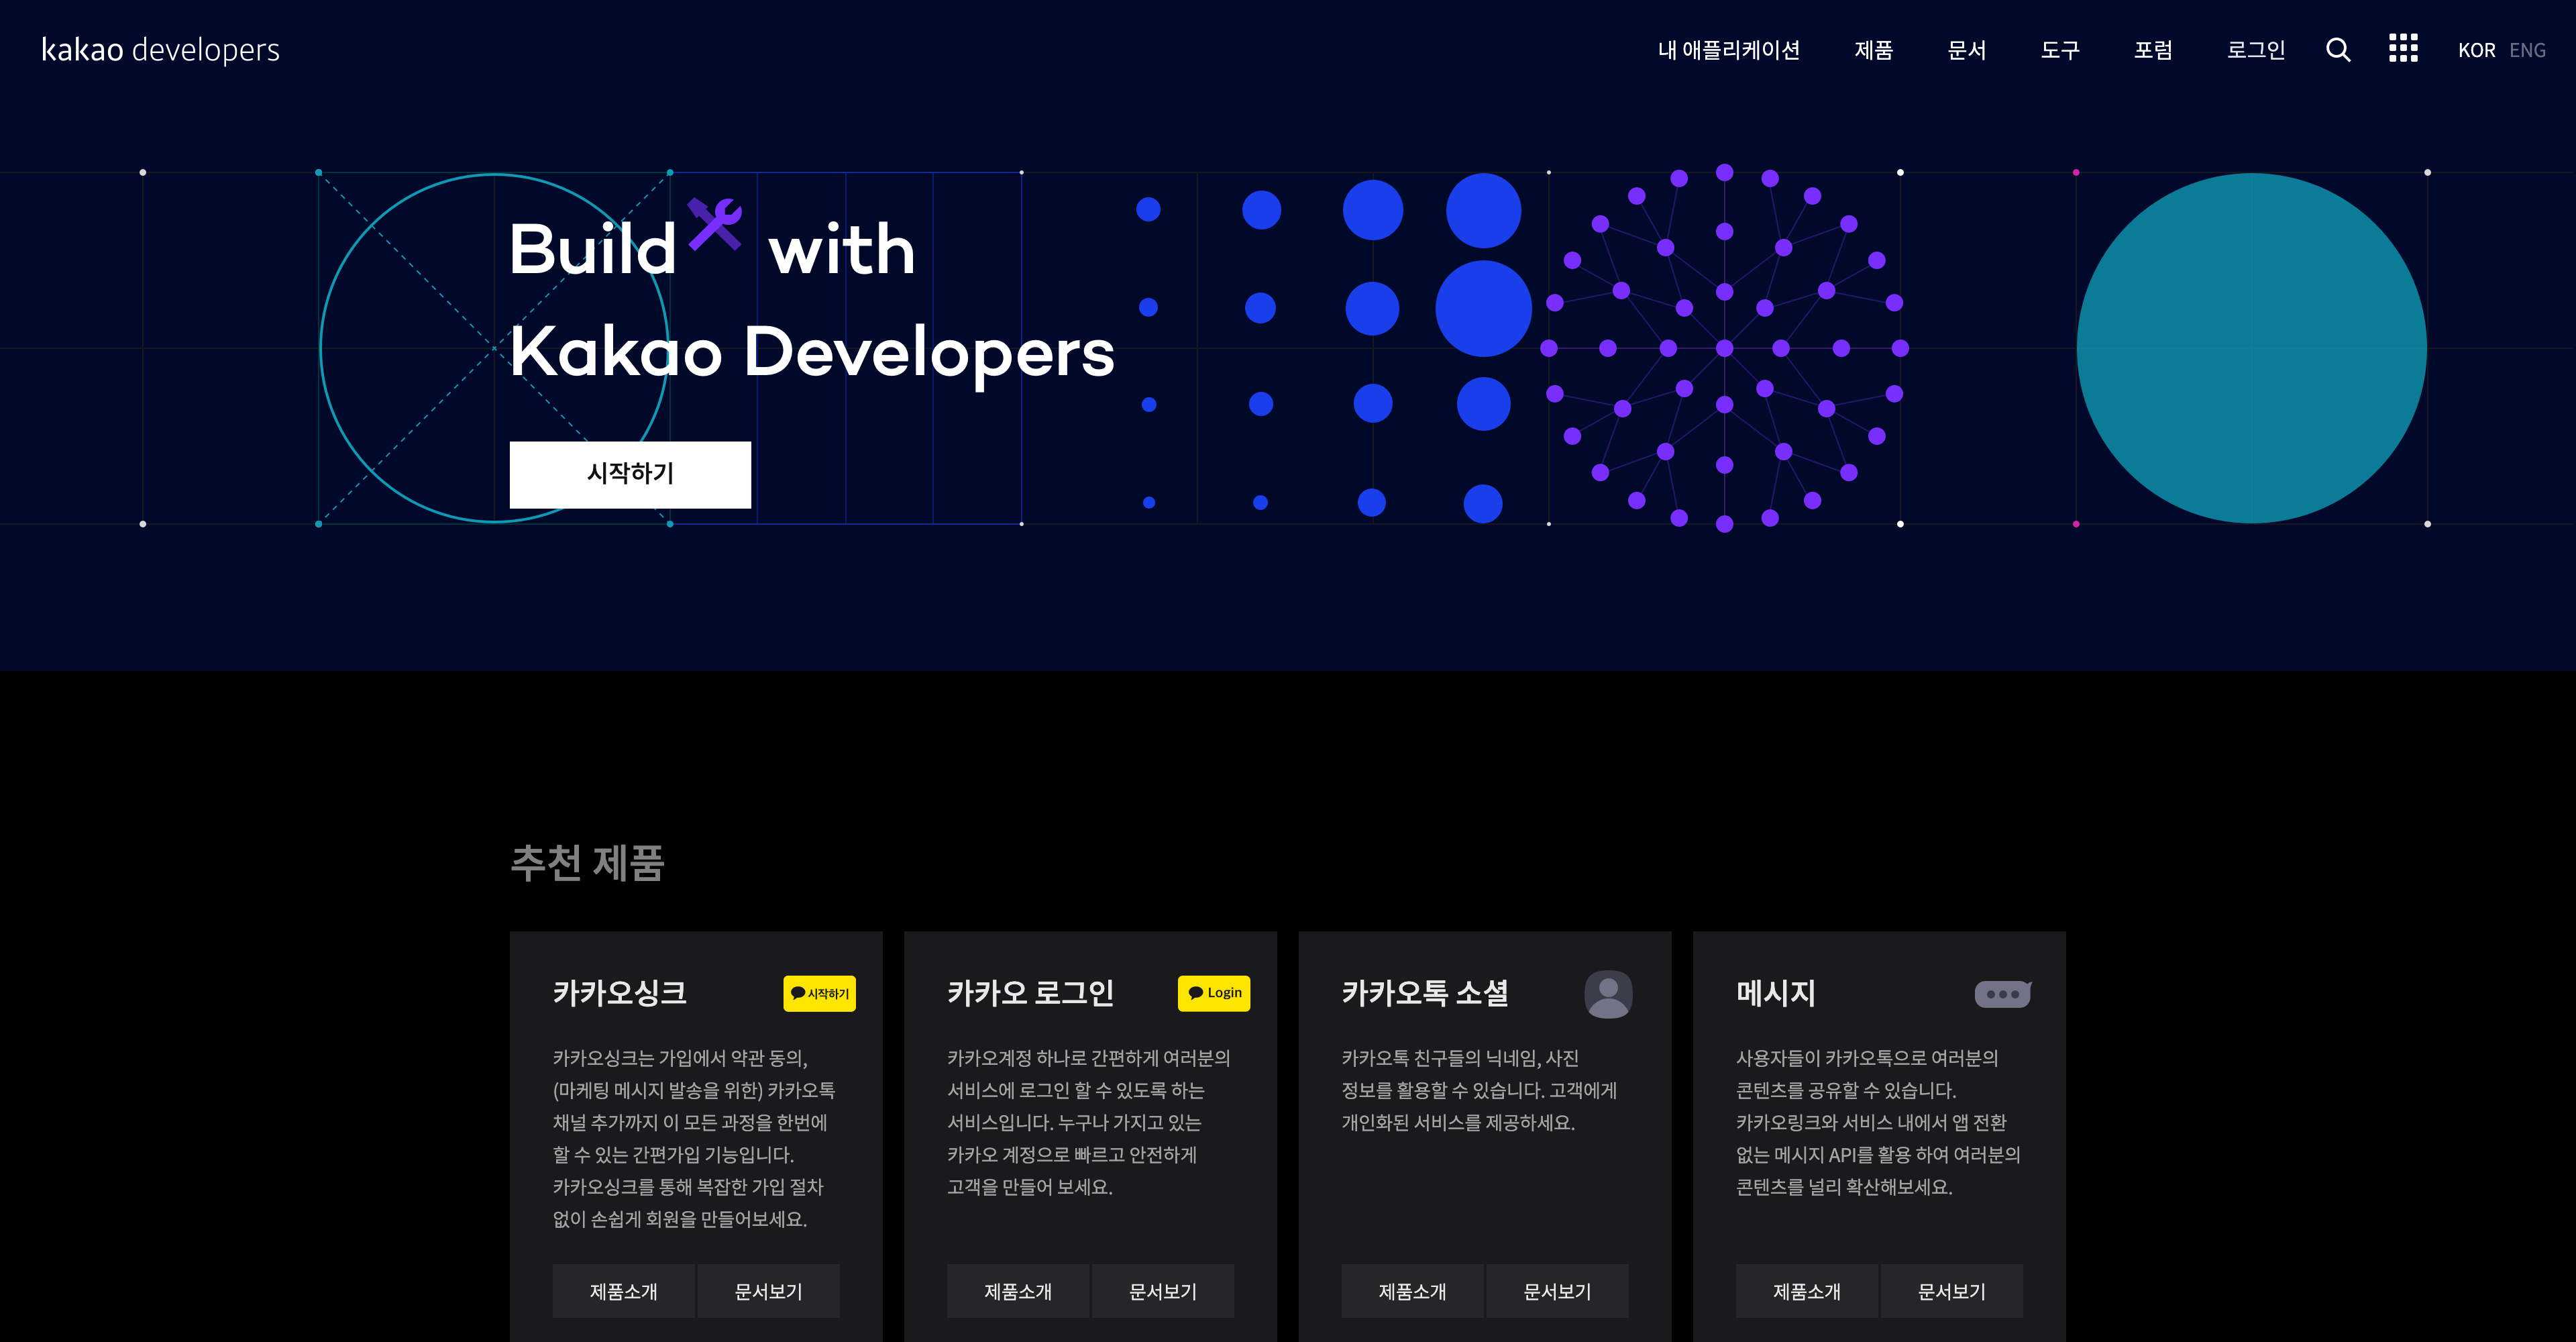 kakao developers
내 애플리케이션 제품 문서 도구 포럼 로그인 KOR ENG
Build with
Kakao Developers
시작하기
추천 제품
카카오싱크
시작하기
카카오싱크는 가입에서 약관 동의,
(마케팅 메시지 발송을 위한) 카카오톡
채널 추가까지 이 모든 과정을 한번에
할 수 있는 간편가입 기능입니다.
카카오싱크를 통해 복잡한 가입 절차
없이 손쉽게 회원을 만들어보세요.
제품소개 문서보기
카카오 로그인
Login
카카오계정 하나로 간편하게 여러분의
서비스에 로그인 할 수 있도록 하는
서비스입니다. 누구나 가지고 있는
카카오 계정으로 빠르고 안전하게
고객을 만들어 보세요.
제품소개 문서보기
카카오톡 소셜
카카오톡 친구들의 닉네임, 사진
정보를 활용할 수 있습니다. 고객에게
개인화된 서비스를 제공하세요.
제품소개 문서보기
메시지
사용자들이 카카오톡으로 여러분의
콘텐츠를 공유할 수 있습니다.
카카오링크와 서비스 내에서 앱 전환
없는 메시지 API를 활용 하여 여러분의
콘텐츠를 널리 확산해보세요.
제품소개 문서보기